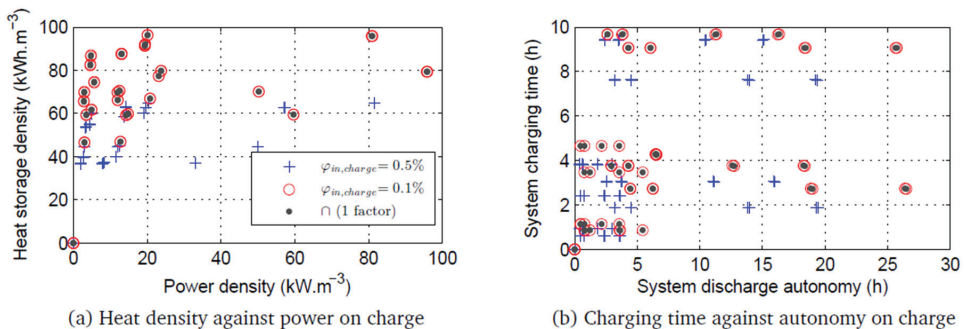 100
80
60
40
20
0
Heat storage density (kWh.m⁻³)
φin,charge = 0.5%
φin,charge = 0.1%
∩ (1 factor)
0 20 40 60 80 100
Power density (kW.m⁻³)
(a) Heat density against power on charge
10
8
6
4
2
0
System charging time (h)
0 5 10 15 20 25 30
System discharge autonomy (h)
(b) Charging time against autonomy on charge